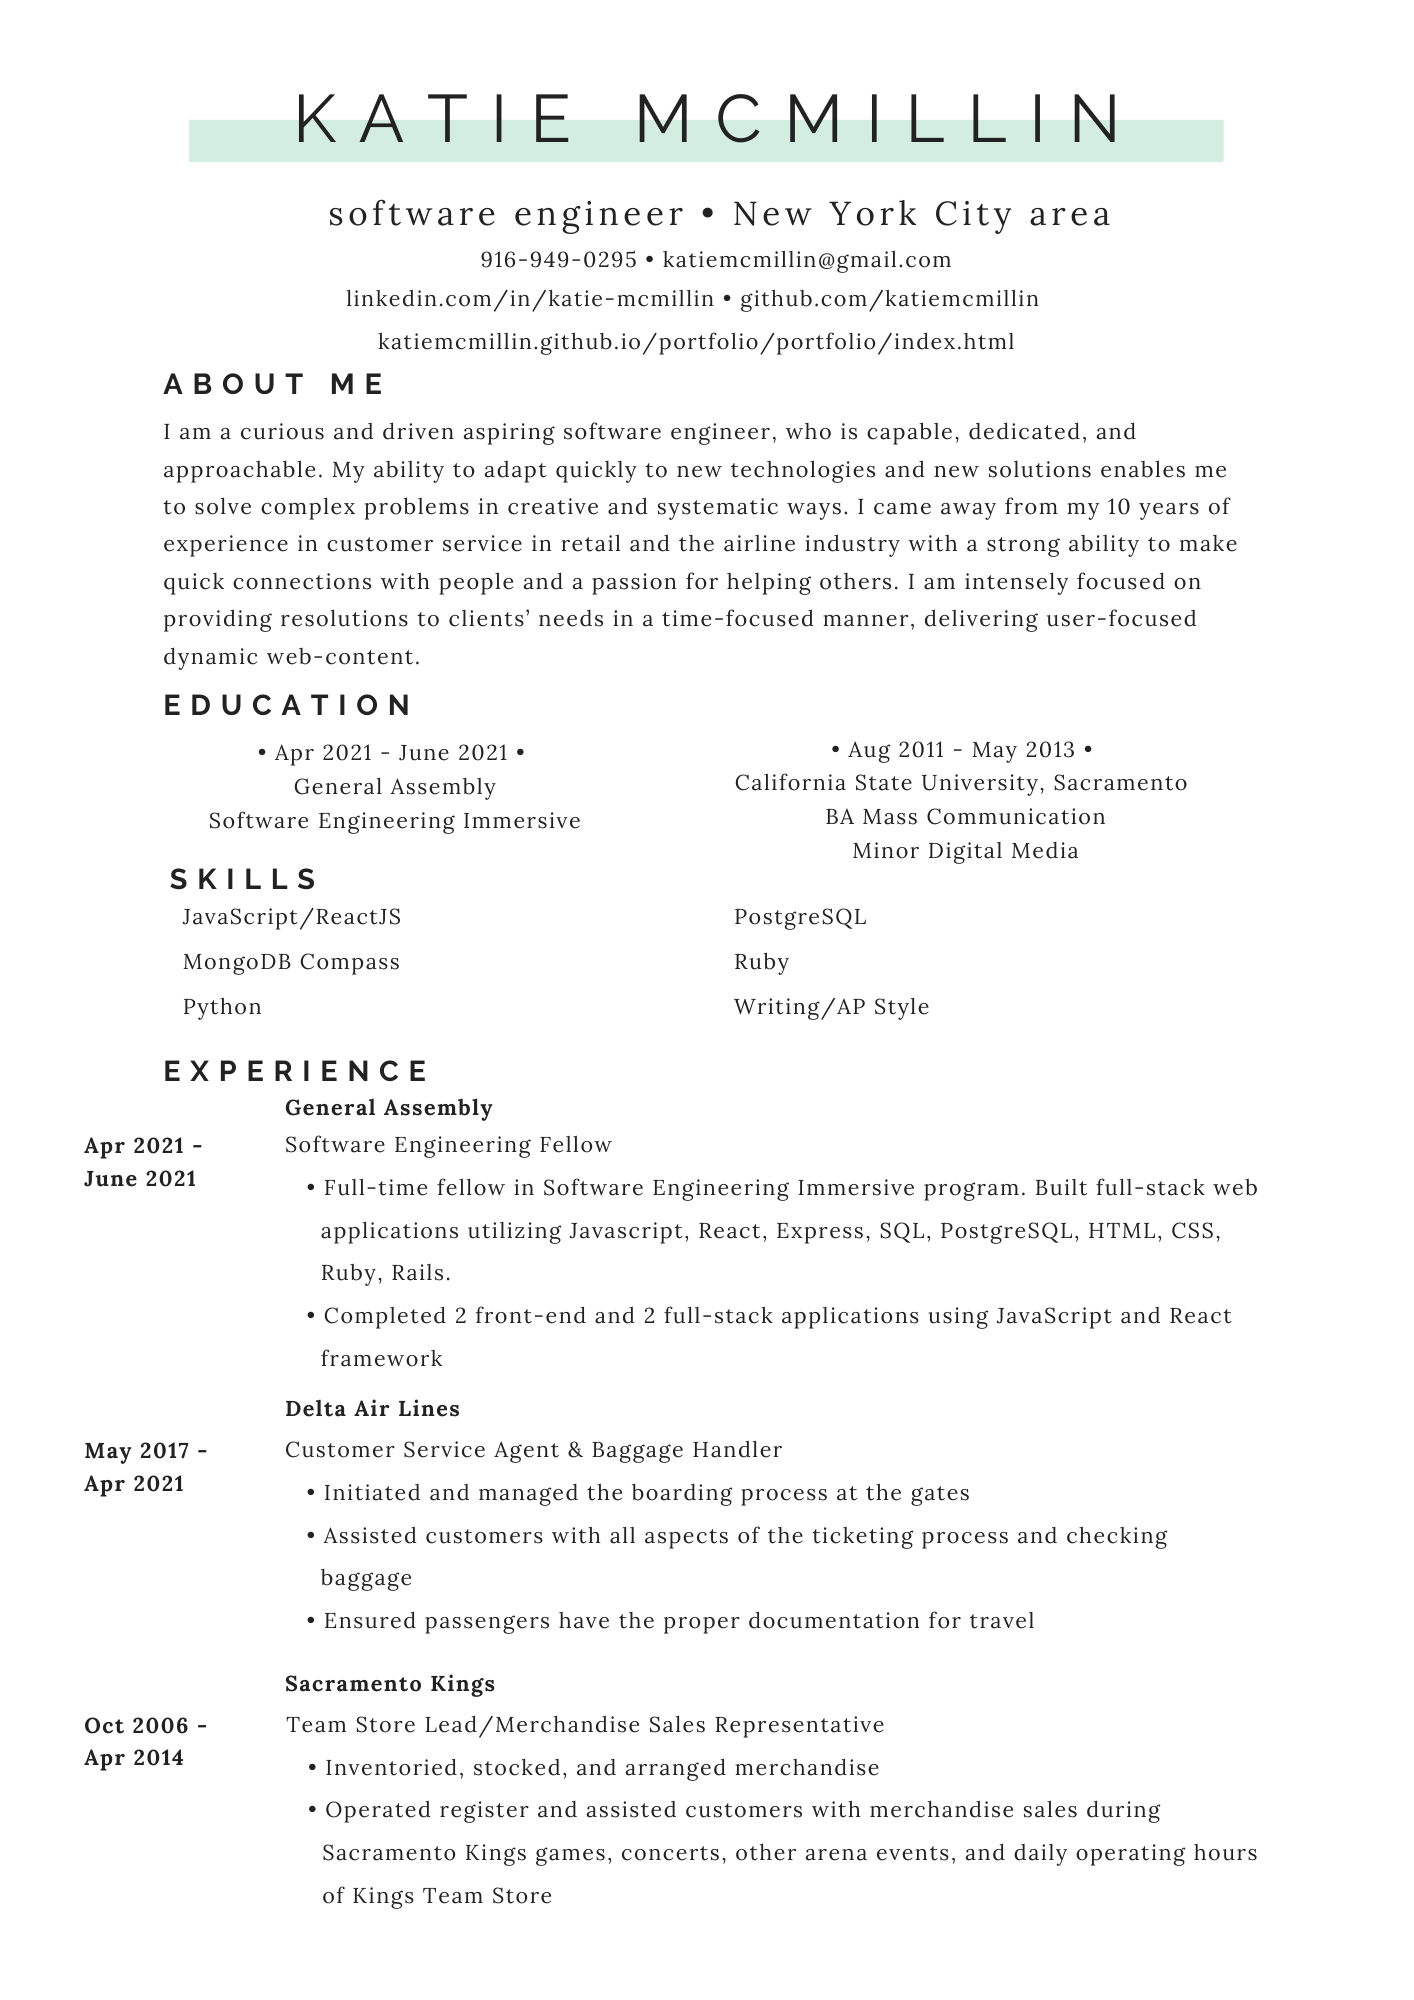 KATIE MCMILLIN
software engineer • New York City area
916-949-0295 • katiemcmillin@gmail.com
linkedin.com/in/katie-mcmillin • github.com/katiemcmillin
katiemcmillin.github.io/portfolio/portfolio/index.html
ABOUT ME
I am a curious and driven aspiring software engineer, who is capable, dedicated, and
approachable. My ability to adapt quickly to new technologies and new solutions enables me
to solve complex problems in creative and systematic ways. I came away from my 10 years of
experience in customer service in retail and the airline industry with a strong ability to make
quick connections with people and a passion for helping others. I am intensely focused on
providing resolutions to clients’ needs in a time-focused manner, delivering user-focused
dynamic web-content.
EDUCATION
• Apr 2021 - June 2021 •
General Assembly
Software Engineering Immersive
• Aug 2011 - May 2013 •
California State University, Sacramento
BA Mass Communication
Minor Digital Media
SKILLS
JavaScript/ReactJS
MongoDB Compass
Python
PostgreSQL
Ruby
Writing/AP Style
EXPERIENCE
General Assembly
Apr 2021 -
June 2021
Software Engineering Fellow
• Full-time fellow in Software Engineering Immersive program. Built full-stack web
applications utilizing Javascript, React, Express, SQL, PostgreSQL, HTML, CSS,
Ruby, Rails.
• Completed 2 front-end and 2 full-stack applications using JavaScript and React
framework
Delta Air Lines
May 2017 -
Apr 2021
Customer Service Agent & Baggage Handler
• Initiated and managed the boarding process at the gates
• Assisted customers with all aspects of the ticketing process and checking
baggage
• Ensured passengers have the proper documentation for travel
Sacramento Kings
Oct 2006 -
Apr 2014
Team Store Lead/Merchandise Sales Representative
• Inventoried, stocked, and arranged merchandise
• Operated register and assisted customers with merchandise sales during
Sacramento Kings games, concerts, other arena events, and daily operating hours
of Kings Team Store